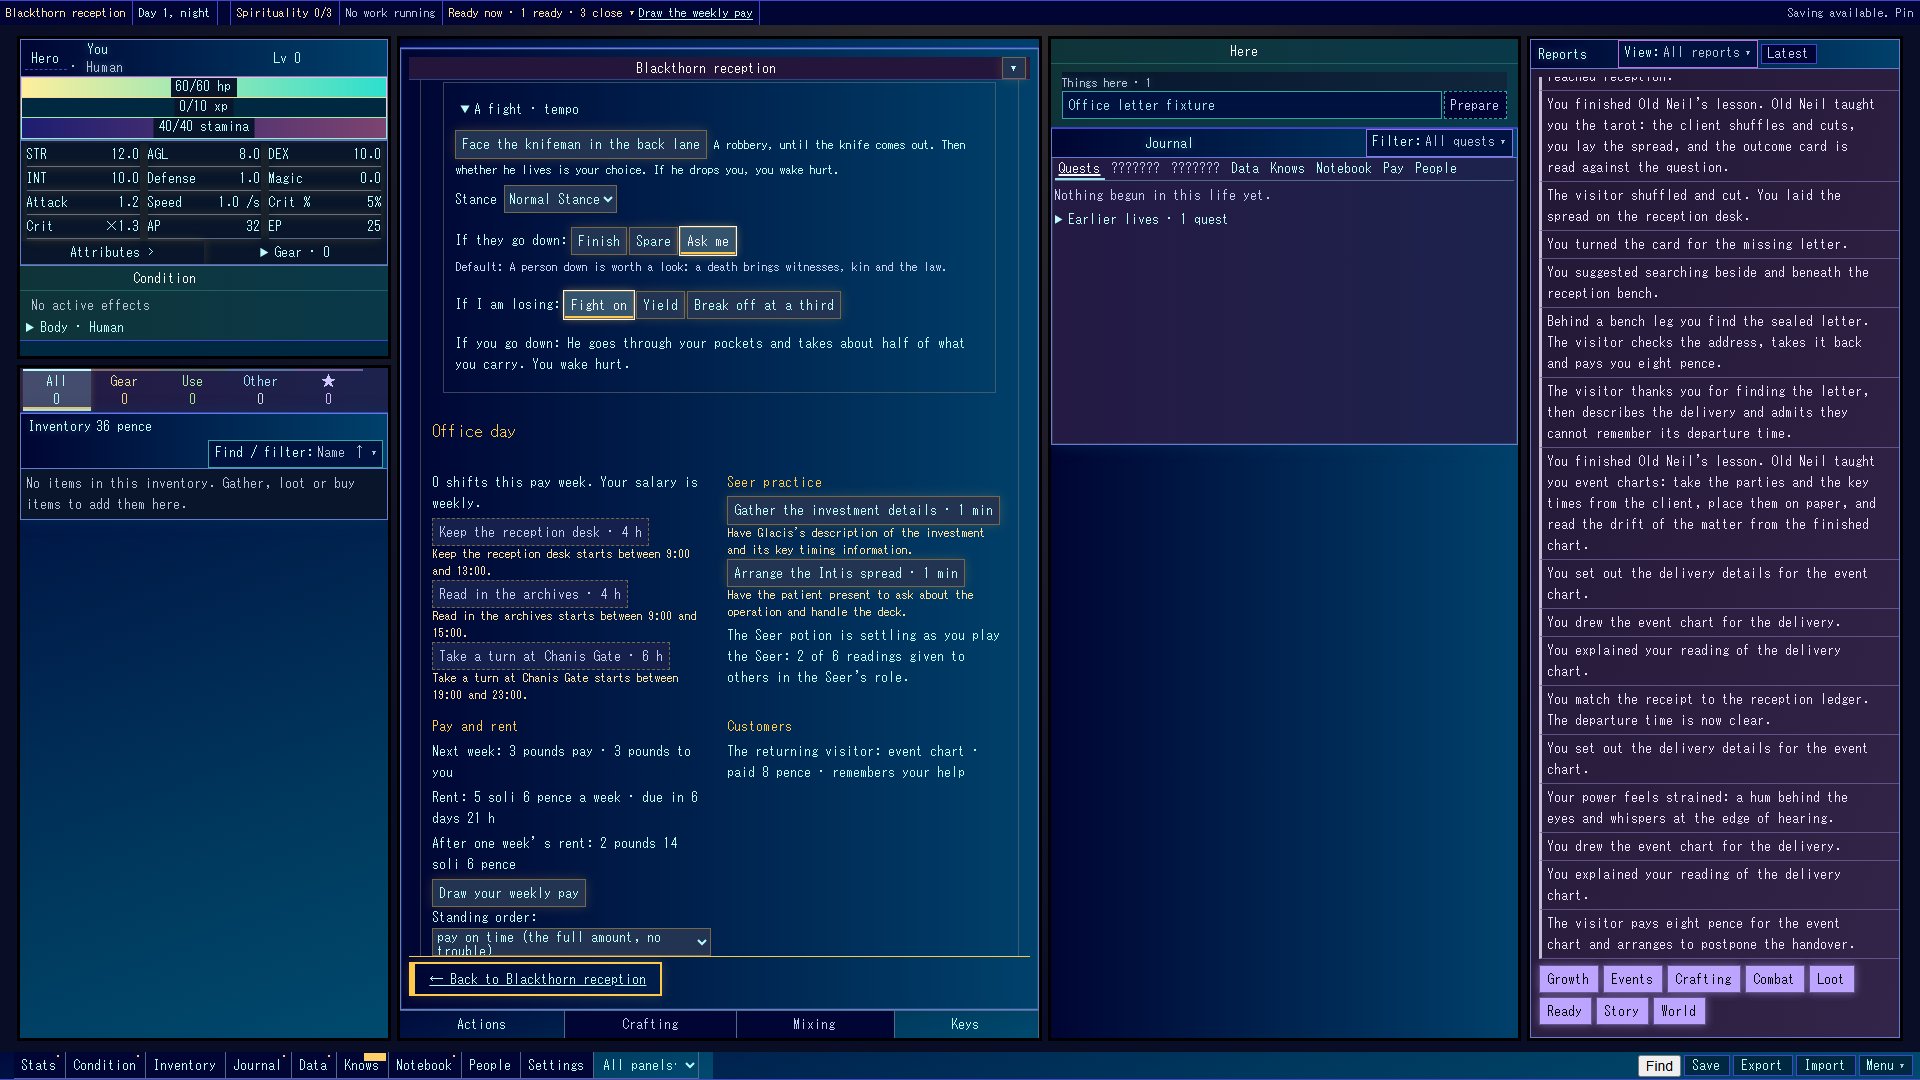 Blackthorn reception
Day 1, night
Spirituality 0/3
No work running
Ready now · 1 ready · 3 close ▾ Draw the weekly pay
Saving available. Pin
Hero · You
Human
Lv 0
60/60 hp
0/10 xp
40/40 stamina
STR 12.0 AGL 8.0 DEX 10.0
INT 10.0 Defense 1.0 Magic 0.0
Attack 1.2 Speed 1.0 /s Crit % 5%
Crit ×1.3 AP 32 EP 25
Attributes >
▶ Gear · 0
Condition
No active effects
▶ Body · Human
All 0
Gear 0
Use 0
Other 0
★ 0
Inventory 36 pence
Find / filter: Name ↑ ▾
No items in this inventory. Gather, loot or buy
items to add them here.
Blackthorn reception
▾
▼ A fight · tempo
Face the knifeman in the back lane A robbery, until the knife comes out. Then
whether he lives is your choice. If he drops you, you wake hurt.
Stance Normal Stance
If they go down: Finish Spare Ask me
Default: A person down is worth a look: a death brings witnesses, kin and the law.
If I am losing: Fight on Yield Break off at a third
If you go down: He goes through your pockets and takes about half of what
you carry. You wake hurt.
Office day
0 shifts this pay week. Your salary is
weekly.
Keep the reception desk · 4 h
Keep the reception desk starts between 9:00
and 13:00.
Read in the archives · 4 h
Read in the archives starts between 9:00 and
15:00.
Take a turn at Chanis Gate · 6 h
Take a turn at Chanis Gate starts between
19:00 and 23:00.
Seer practice
Gather the investment details · 1 min
Have Glacis's description of the investment
and its key timing information.
Arrange the Intis spread · 1 min
Have the patient present to ask about the
operation and handle the deck.
The Seer potion is settling as you play
the Seer: 2 of 6 readings given to
others in the Seer's role.
Pay and rent
Next week: 3 pounds pay · 3 pounds to
you
Rent: 5 soli 6 pence a week · due in 6
days 21 h
After one week's rent: 2 pounds 14
soli 6 pence
Draw your weekly pay
Standing order:
pay on time (the full amount, no
trouble)
Customers
The returning visitor: event chart ·
paid 8 pence · remembers your help
← Back to Blackthorn reception
Actions
Crafting
Mixing
Keys
Here
Things here · 1
Office letter fixture
Prepare
Journal
Filter: All quests ▾
Quests ??????? ??????? Data Knows Notebook Pay People
Nothing begun in this life yet.
▶ Earlier lives · 1 quest
Reports
View: All reports ▾
Latest
reached reception.
You finished Old Neil's lesson. Old Neil taught
you the tarot: the client shuffles and cuts,
you lay the spread, and the outcome card is
read against the question.
The visitor shuffled and cut. You laid the
spread on the reception desk.
You turned the card for the missing letter.
You suggested searching beside and beneath the
reception bench.
Behind a bench leg you find the sealed letter.
The visitor checks the address, takes it back
and pays you eight pence.
The visitor thanks you for finding the letter,
then describes the delivery and admits they
cannot remember its departure time.
You finished Old Neil's lesson. Old Neil taught
you event charts: take the parties and the key
times from the client, place them on paper, and
read the drift of the matter from the finished
chart.
You set out the delivery details for the event
chart.
You drew the event chart for the delivery.
You explained your reading of the delivery
chart.
You match the receipt to the reception ledger.
The departure time is now clear.
You set out the delivery details for the event
chart.
Your power feels strained: a hum behind the
eyes and whispers at the edge of hearing.
You drew the event chart for the delivery.
You explained your reading of the delivery
chart.
The visitor pays eight pence for the event
chart and arranges to postpone the handover.
Growth Events Crafting Combat Loot
Ready Story World
Stats Condition Inventory Journal Data Knows Notebook People Settings All panels
Find Save Export Import Menu ▾